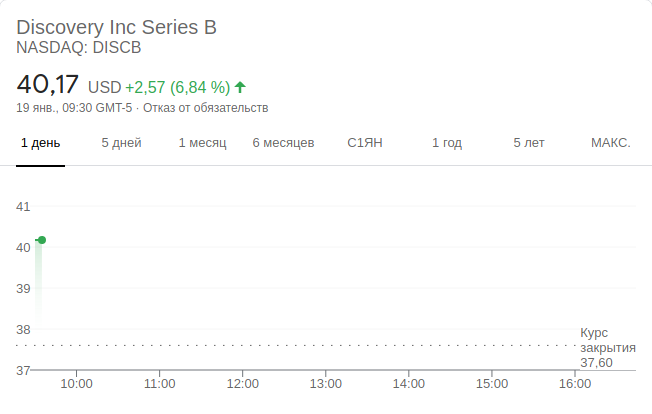 Discovery Inc Series B
NASDAQ: DISCB
40,17 USD +2,57 (6,84 %)
19 янв., 09:30 GMT-5 · Отказ от обязательств
1 день 5 дней 1 месяц 6 месяцев С1ЯН 1 год 5 лет МАКС.
41
40
39
38
Курс
закрытия
37,60
37
10:00 11:00 12:00 13:00 14:00 15:00 16:00